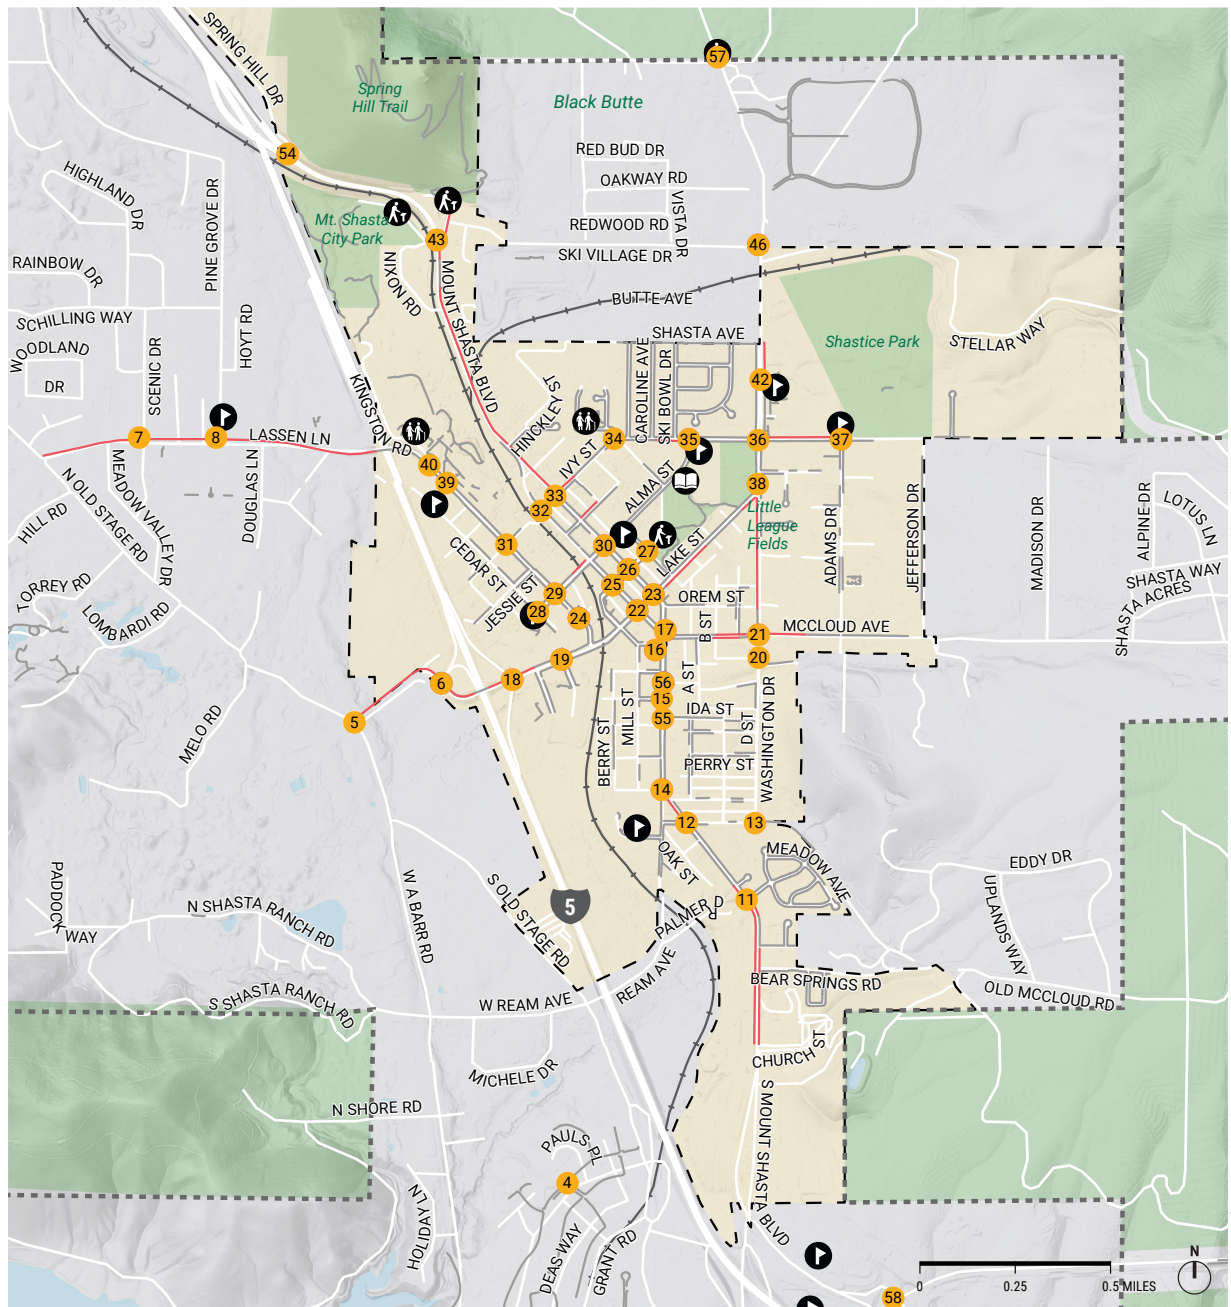 57
SPRING HILL DR
Spring
Hill Trail
Black Butte
54
RED BUD DR
OAKWAY RD
VISTA DR
REDWOOD RD
HIGHLAND DR
PINE GROVE DR
Mt. Shasta
City Park
43
46
SKI VILLAGE DR
RAINBOW DR
NIXON RD
MOUNT SHASTA BLVD
BUTTE AVE
SCHILLING WAY
HOYT RD
SHASTA AVE
Shastice Park
STELLAR WAY
WOODLAND
DR
SCENIC DR
CAROLINE AVE
SKI BOWL DR
KINGSTON RD
HINCKLEY ST
42
7
8
LASSEN LN
34
35
36
37
IVY ST
40
39
33
32
ALMA ST
38
MEADOW VALLEY DR
N OLD STAGE RD
DOUGLAS LN
HILL RD
Little
League
Fields
ADAMS DR
JEFFERSON DR
MADISON DR
ALPINE DR
LOTUS LN
31
30
27
LAKE ST
CEDAR ST
26
25
TORREY RD
LOMBARDI RD
JESSIE ST
29
28
24
23
22
OREM ST
SHASTA WAY
SHASTA ACRES
17
B ST
21
MCCLOUD AVE
16
20
19
18
6
5
56
15
55
A ST
IDA ST
D ST
WASHINGTON DR
MELO RD
BERRY ST
MILL ST
PERRY ST
14
12
13
OAK ST
MEADOW AVE
EDDY DR
PADDOCK WAY
W A BARR RD
S OLD STAGE RD
5
11
PALMER D
UPLANDS WAY
N SHASTA RANCH RD
S SHASTA RANCH RD
W REAM AVE
REAM AVE
BEAR SPRINGS RD
OLD MCCLOUD RD
CHURCH ST
MICHELE DR
N SHORE RD
S MOUNT SHASTA BLVD
PAULS PL
4
HOLIDAY LN
DEAS WAY
GRANT RD
N
0
0.25
0.5 MILES
58